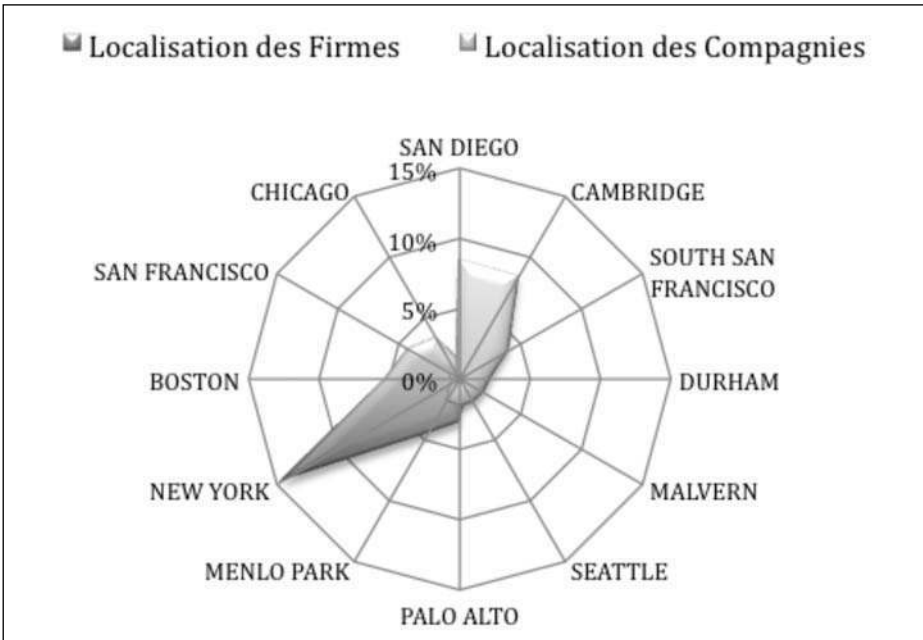 Localisation des Firmes Localisation des Compagnies
SAN DIEGO
15%
CHICAGO
CAMBRIDGE
10%
SAN FRANCISCO
SOUTH SAN
FRANCISCO
5%
BOSTON
0%
DURHAM
NEW YORK
MALVERN
MENLO PARK
SEATTLE
PALO ALTO